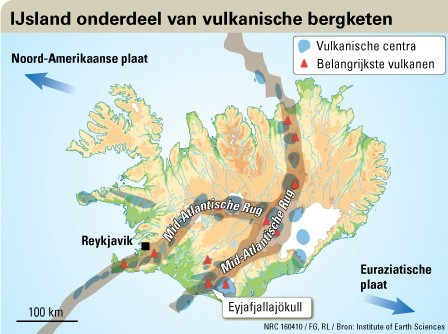 IJsland onderdeel van vulkanische bergketen
Vulkanische centra
Belangrijkste vulkanen
Noord-Amerikaanse plaat
Mid-Atlantische Rug
Mid-Atlantische Rug
Reykjavik
Euraziatische
plaat
Eyjafjallajökull
100 km
NRC 160410 / FG, RL / Bron: Institute of Earth Sciences